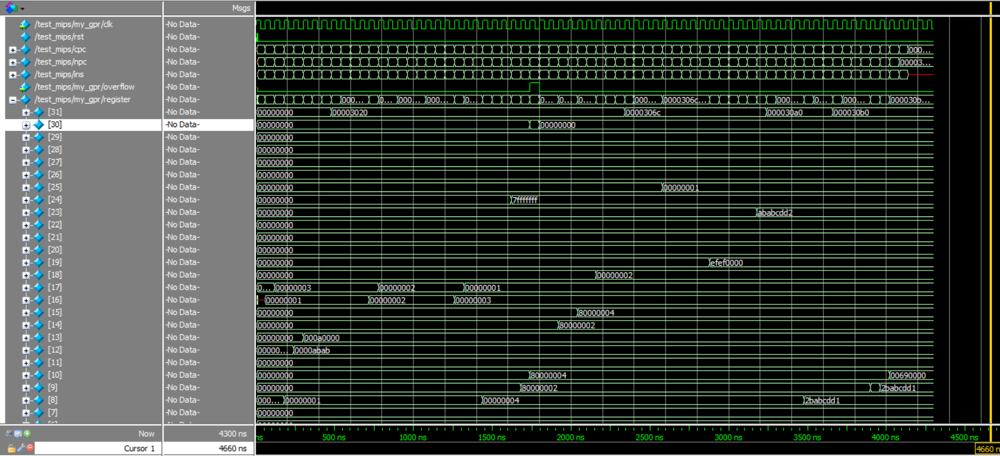 Msgs
/test_mips/my_gpr/clk -No Data-
/test_mips/rst -No Data-
/test_mips/cpc -No Data- 000...
/test_mips/npc -No Data- 00003...
/test_mips/ins -No Data-
/test_mips/my_gpr/overflow -No Data-
/test_mips/my_gpr/register -No Data- 000... 0... 000... 000... 0... 0... 0... 0... 000... 0000306c... 000... 0... 000... 000030b...
[31] -No Data- 00000000 00003020 0000306c 000030a0 000030b0
[30] -No Data- 00000000 00000000
[29] -No Data- 00000000
[28] -No Data- 00000000
[27] -No Data- 00000000
[26] -No Data- 00000000
[25] -No Data- 00000000 00000001
[24] -No Data- 00000000 7fffffff
[23] -No Data- 00000000 ababcdd2
[22] -No Data- 00000000
[21] -No Data- 00000000
[20] -No Data- 00000000
[19] -No Data- 00000000 efef0000
[18] -No Data- 00000000 00000002
[17] -No Data- 0... 00000003 00000002 00000001
[16] -No Data- 00000001 00000002 00000003
[15] -No Data- 00000000 80000004
[14] -No Data- 00000000 80000002
[13] -No Data- 00000000 000a0000
[12] -No Data- 00000... 0000abab
[11] -No Data- 00000000
[10] -No Data- 00000000 80000004 00690000
[9] -No Data- 00000000 80000002 2babcdd1
[8] -No Data- 000... 00000001 00000004 2babcdd1
[7] -No Data- 00000000
Now 4300 ns ns 500 ns 1000 ns 1500 ns 2000 ns 2500 ns 3000 ns 3500 ns 4000 ns 4500 ns
Cursor 1 4660 ns 4660 n